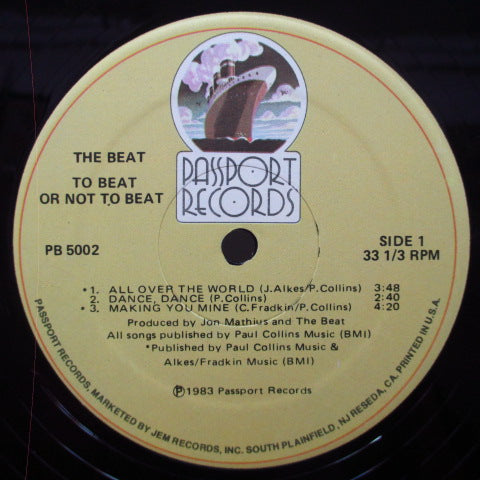 PASSPORT
RECORDS
THE BEAT
TO BEAT
OR NOT TO BEAT
PB 5002
SIDE 1
33 1/3 RPM
*1. ALL OVER THE WORLD (J.Alkes/P.Collins) 3:48
2. DANCE, DANCE (P.Collins) 2:40
*3. MAKING YOU MINE (C.Fradkin/P.Collins) 4:20
Produced by Jon Mathius and The Beat
All songs published by Paul Collins Music (BMI)
*Published by Paul Collins Music &
Alkes/Fradkin Music (BMI)
Ⓟ1983 Passport Records
PASSPORT RECORDS, MARKETED BY JEM RECORDS, INC. SOUTH PLAINFIELD, NJ RESEDA, CA. PRINTED IN U.S.A.